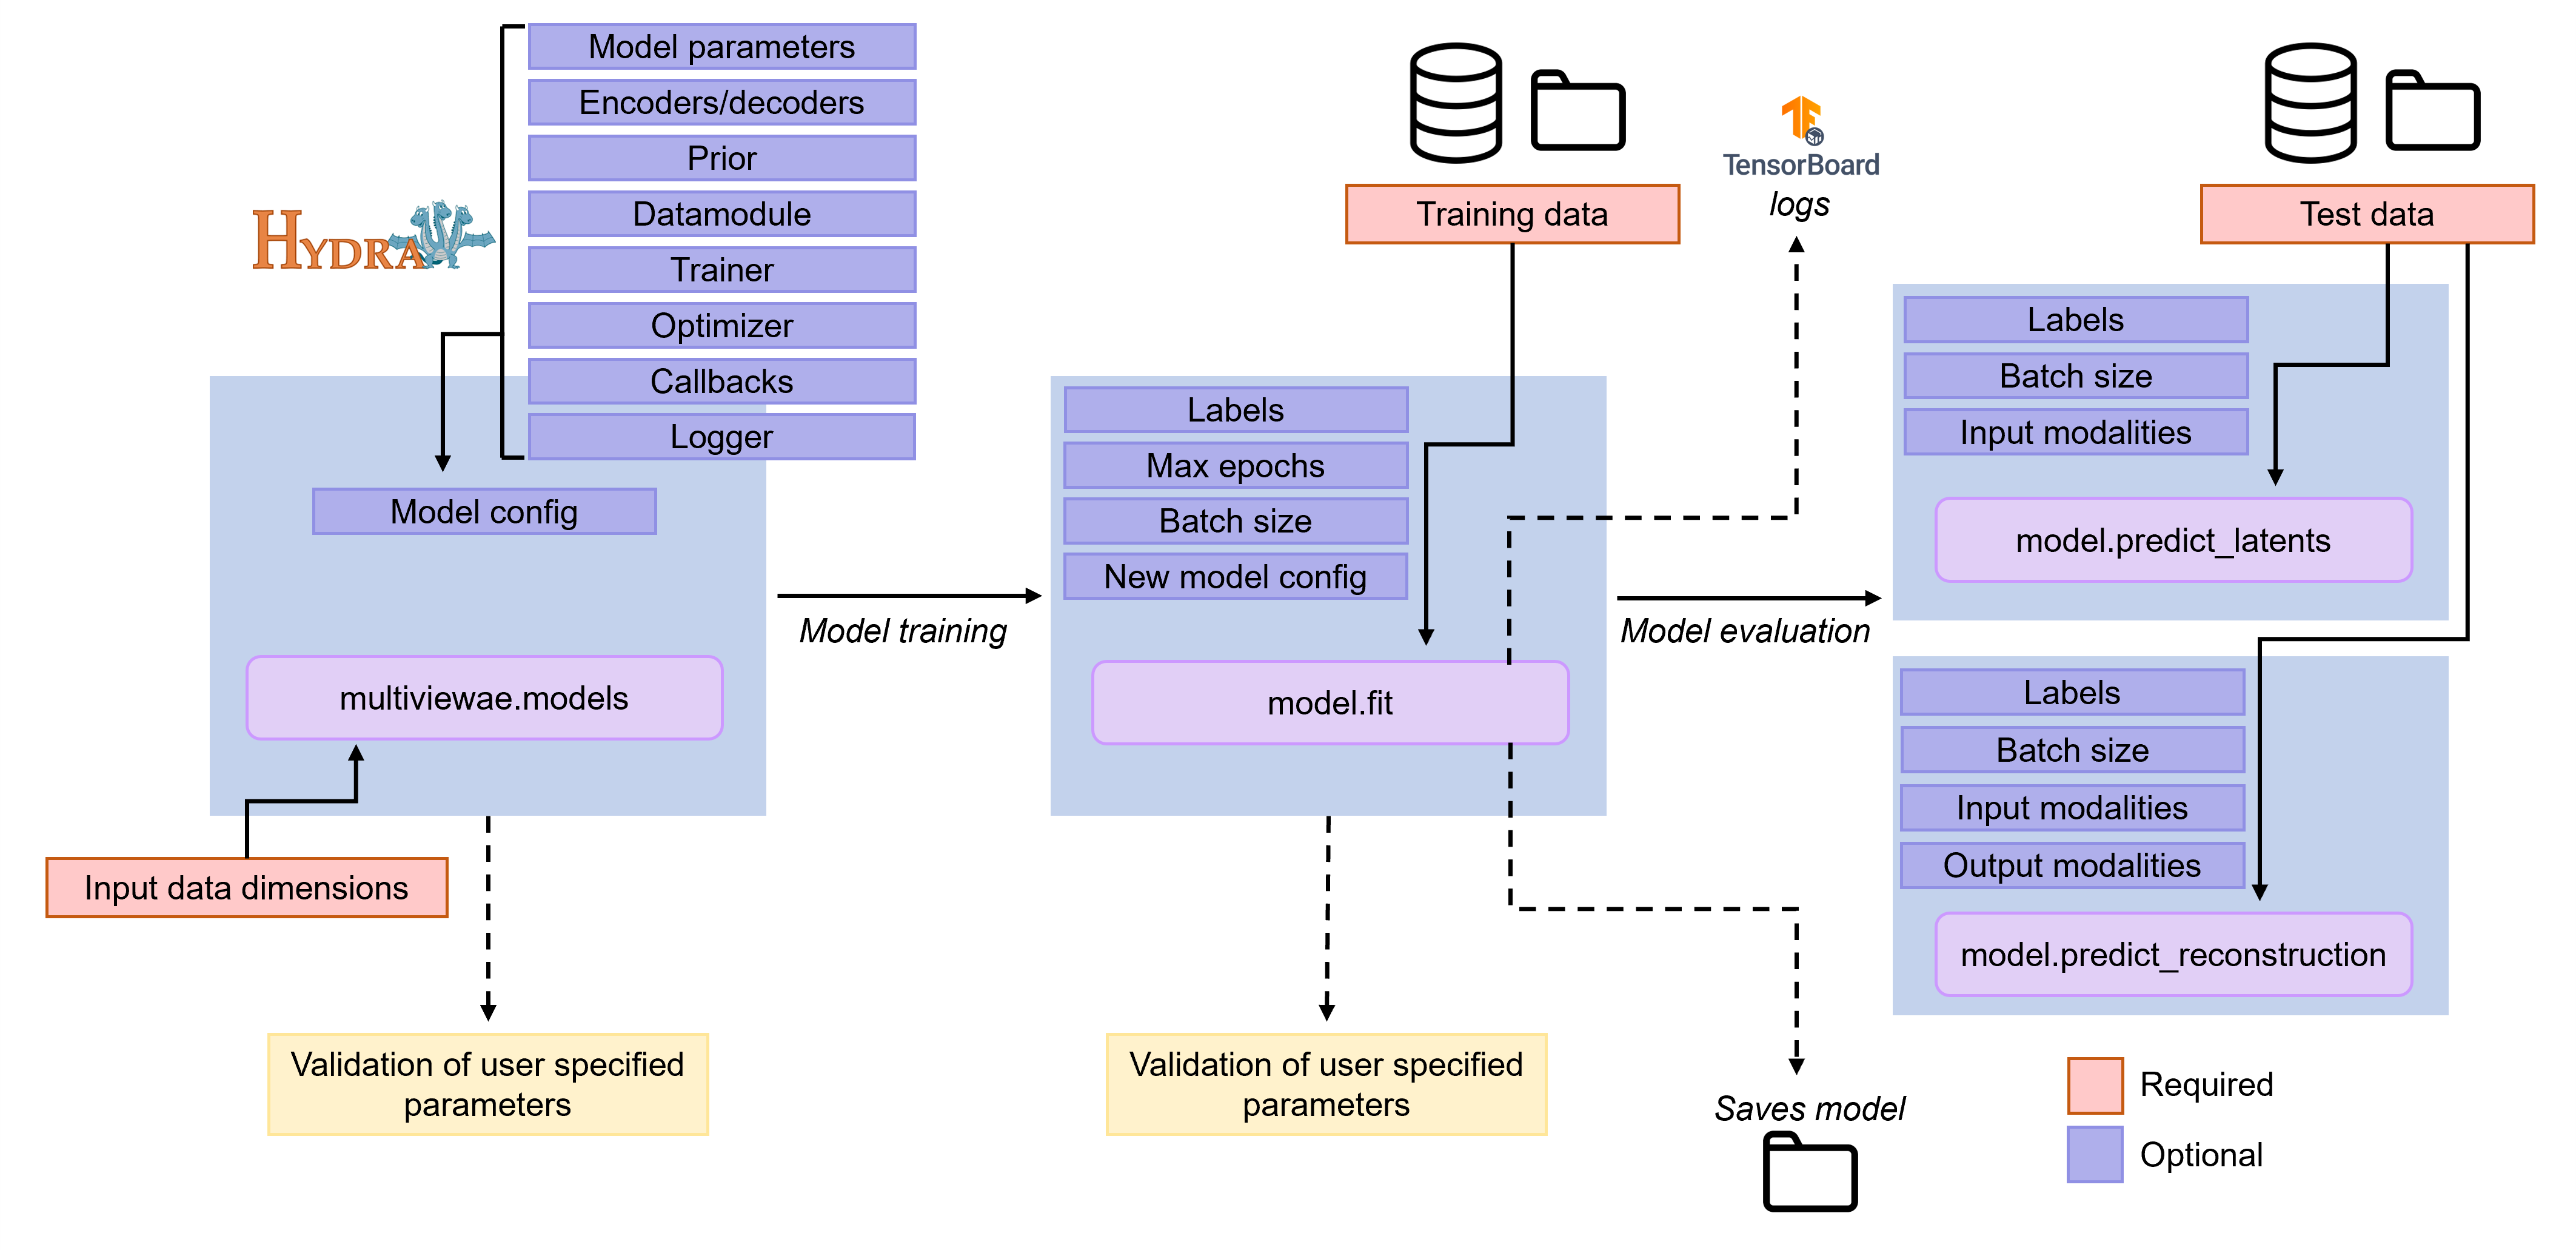 HYDRA
Model parameters
Encoders/decoders
Prior
Datamodule
Trainer
Optimizer
Callbacks
Logger
Model config
multiviewae.models
Input data dimensions
Validation of user specified
parameters
Model training
Training data
Labels
Max epochs
Batch size
New model config
model.fit
Validation of user specified
parameters
TensorBoard
logs
Model evaluation
Saves model
Test data
Labels
Batch size
Input modalities
model.predict_latents
Labels
Batch size
Input modalities
Output modalities
model.predict_reconstruction
Required
Optional